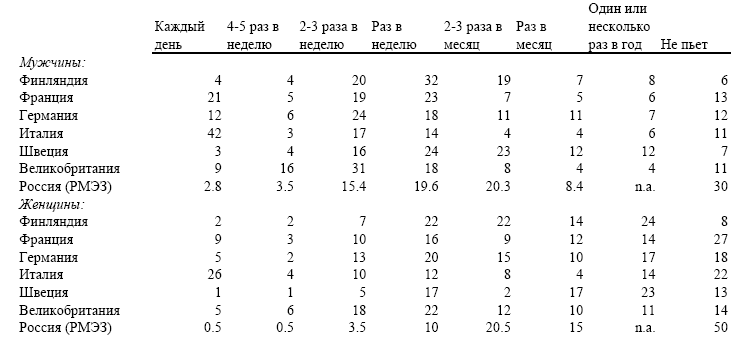 Каждый день 4-5 раз в неделю 2-3 раза в неделю Раз в неделю 2-3 раза в месяц Раз в месяц Один или несколько раз в год Не пьет
Мужчины:
Финляндия 4 4 20 32 19 7 8 6
Франция 21 5 19 23 7 5 6 13
Германия 12 6 24 18 11 11 7 12
Италия 42 3 17 14 4 4 6 11
Швеция 3 4 16 24 23 12 12 7
Великобритания 9 16 31 18 8 4 4 11
Россия (РМЭЗ) 2.8 3.5 15.4 19.6 20.3 8.4 n.a. 30
Женщины:
Финляндия 2 2 7 22 22 14 24 8
Франция 9 3 10 16 9 12 14 27
Германия 5 2 13 20 15 10 17 18
Италия 26 4 10 12 8 4 14 22
Швеция 1 1 5 17 2 17 23 13
Великобритания 5 6 18 22 12 10 11 14
Россия (РМЭЗ) 0.5 0.5 3.5 10 20.5 15 n.a. 50